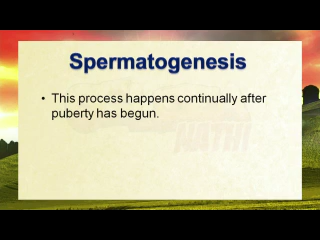 Spermatogenesis
• This process happens continually after
puberty has begun.